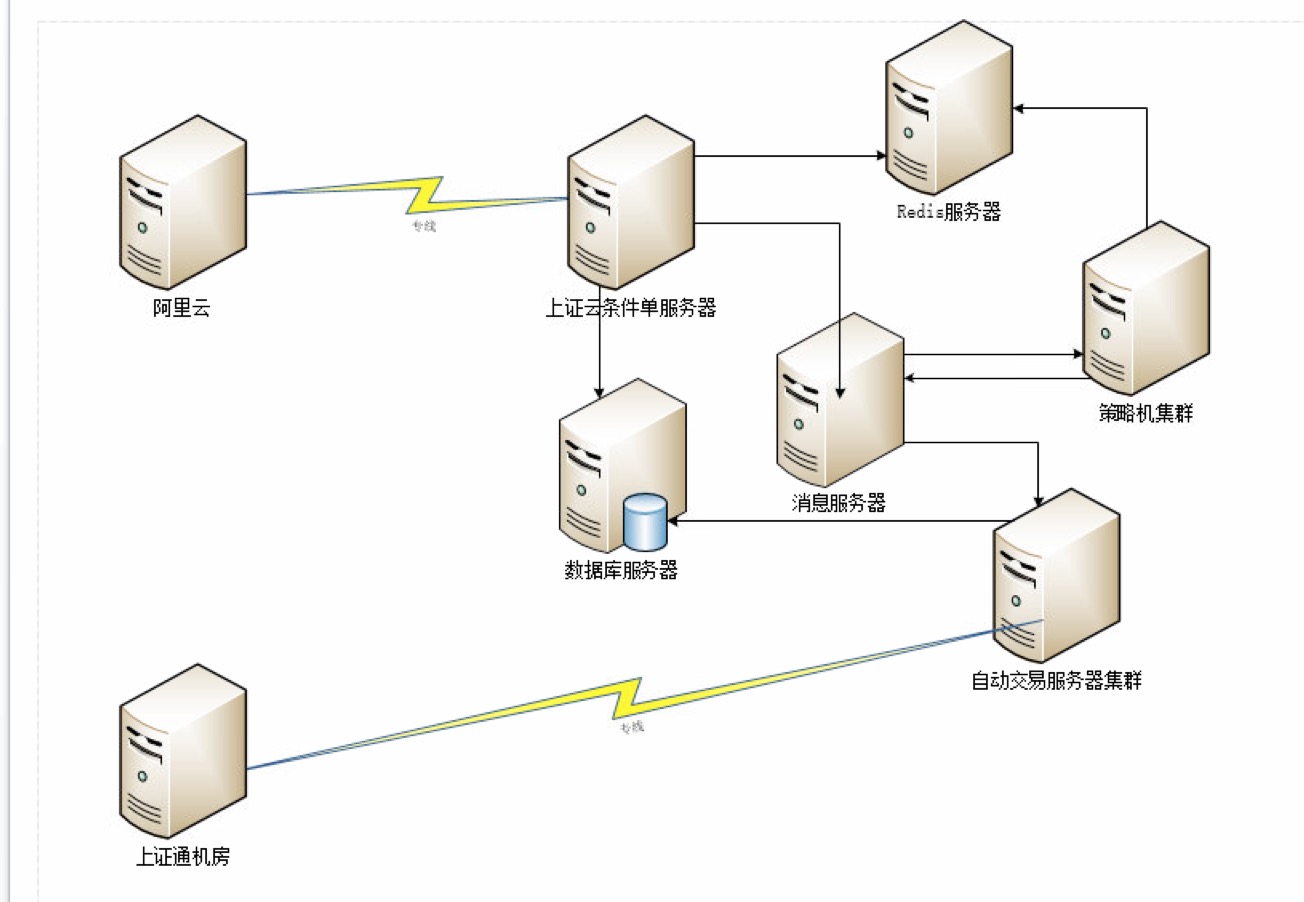 Redis服务器
专线
阿里云
上证云条件单服务器
策略机集群
消息服务器
数据库服务器
自动交易服务器集群
专线
上证通机房